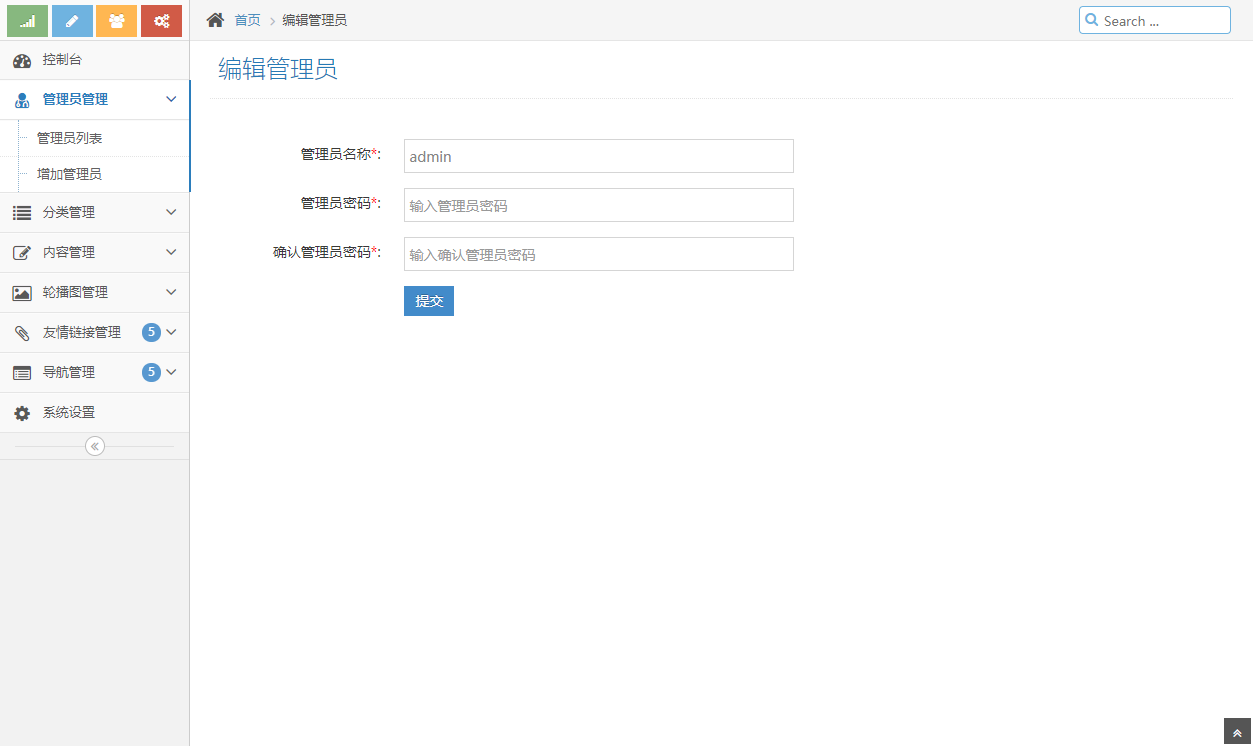 首页 编辑管理员
Search ...
控制台
管理员管理
管理员列表
增加管理员
分类管理
内容管理
轮播图管理
友情链接管理 5
导航管理 5
系统设置
编辑管理员
管理员名称*: admin
管理员密码*: 输入管理员密码
确认管理员密码*: 输入确认管理员密码
提交